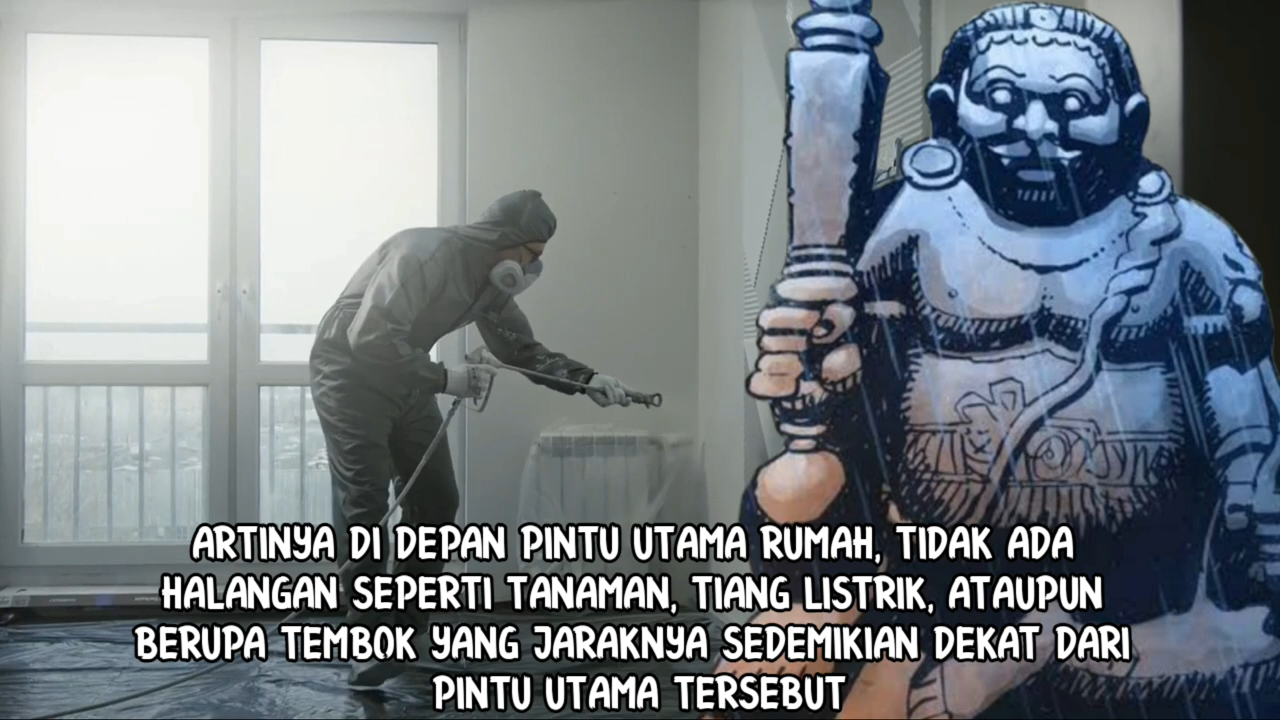 ARTINYA DI DEPAN PINTU UTAMA RUMAH, TIDAK ADA
HALANGAN SEPERTI TANAMAN, TIANG LISTRIK, ATAUPUN
BERUPA TEMBOK YANG JARAKNYA SEDEMIKIAN DEKAT DARI
PINTU UTAMA TERSEBUT